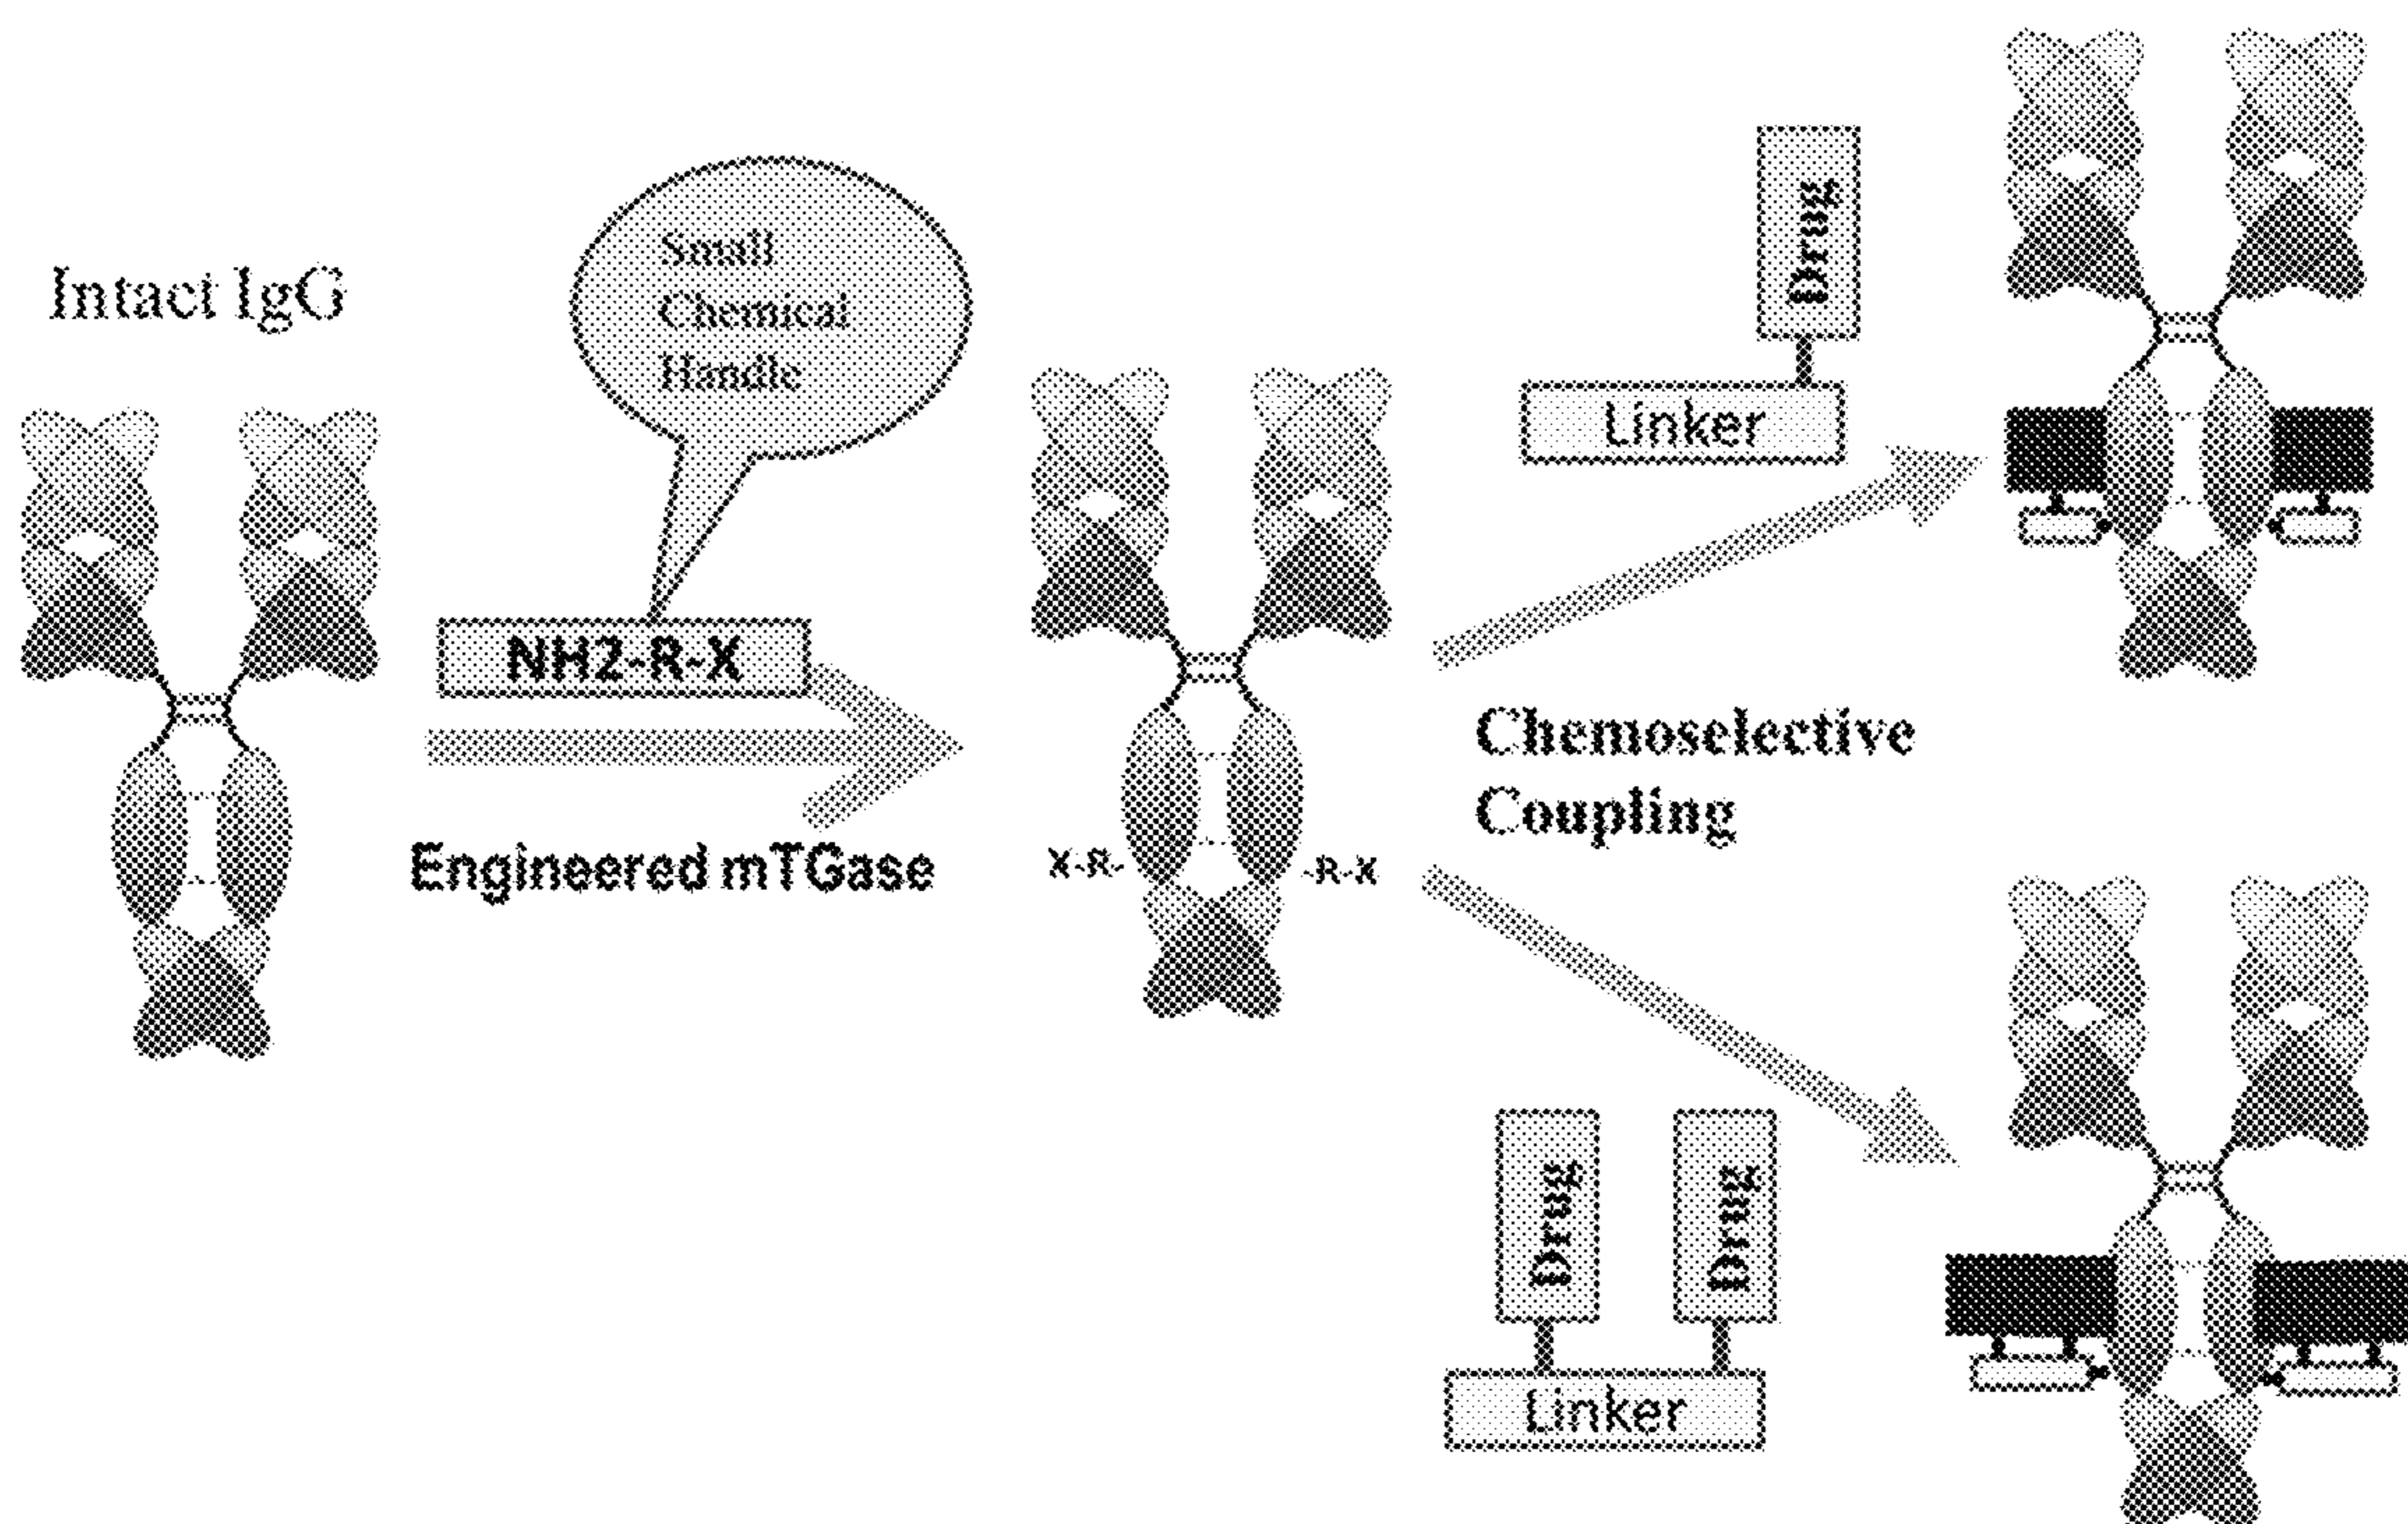 Intact IgG
Small
Chemical
Handle
NH2-R-X
Engineered mTGase
X-R-
-R-X
Drug
Linker
Chemoselective
Coupling
Drug
Drug
Linker